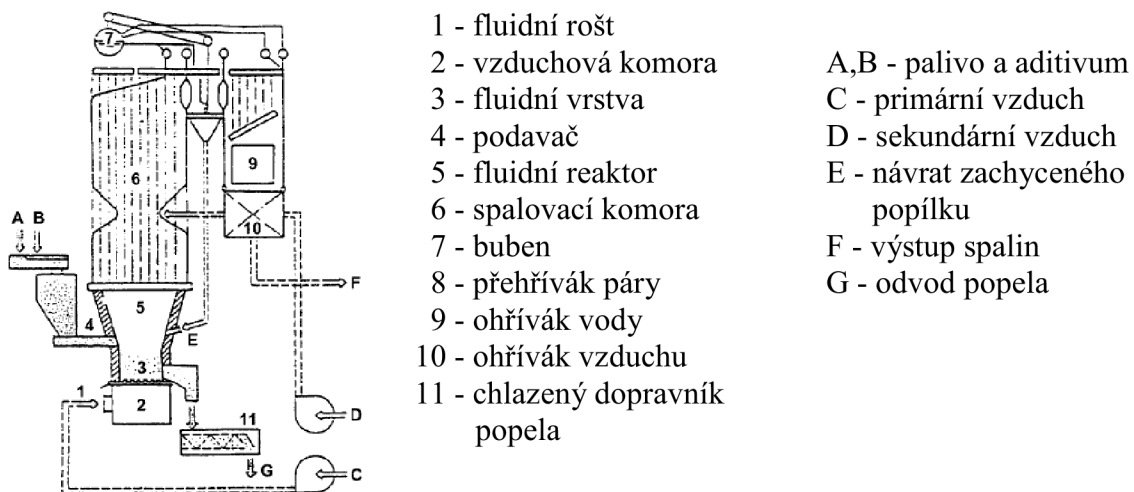 7
9
6
10
A B
F
5
4
E
3
1
2
D
11
G
C
1 - fluidní rošt
2 - vzduchová komora
3 - fluidní vrstva
4 - podavač
5 - fluidní reaktor
6 - spalovací komora
7 - buben
8 - přehřívák páry
9 - ohřívák vody
10 - ohřívák vzduchu
11 - chlazený dopravník
popela
A,B - palivo a aditivum
C - primární vzduch
D - sekundární vzduch
E - návrat zachyceného
popílku
F - výstup spalin
G - odvod popela